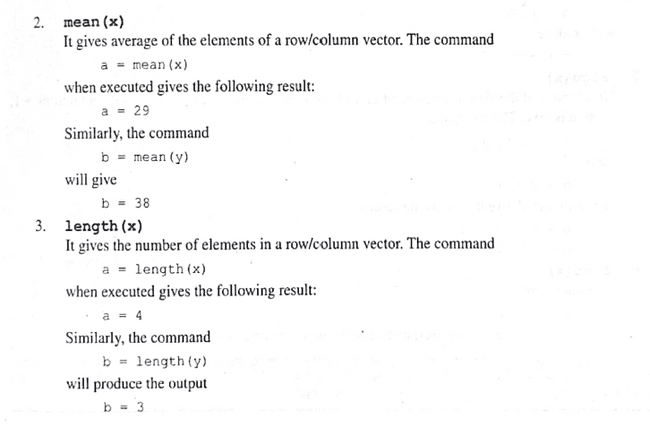 2. mean (x)
It gives average of the elements of a row/column vector. The command
a = mean (x)
when executed gives the following result:
a = 29
Similarly, the command
b = mean (y)
will give
b = 38
3. length (x)
It gives the number of elements in a row/column vector. The command
a = length (x)
when executed gives the following result:
a = 4
Similarly, the command
b = length (y)
will produce the output
b = 3